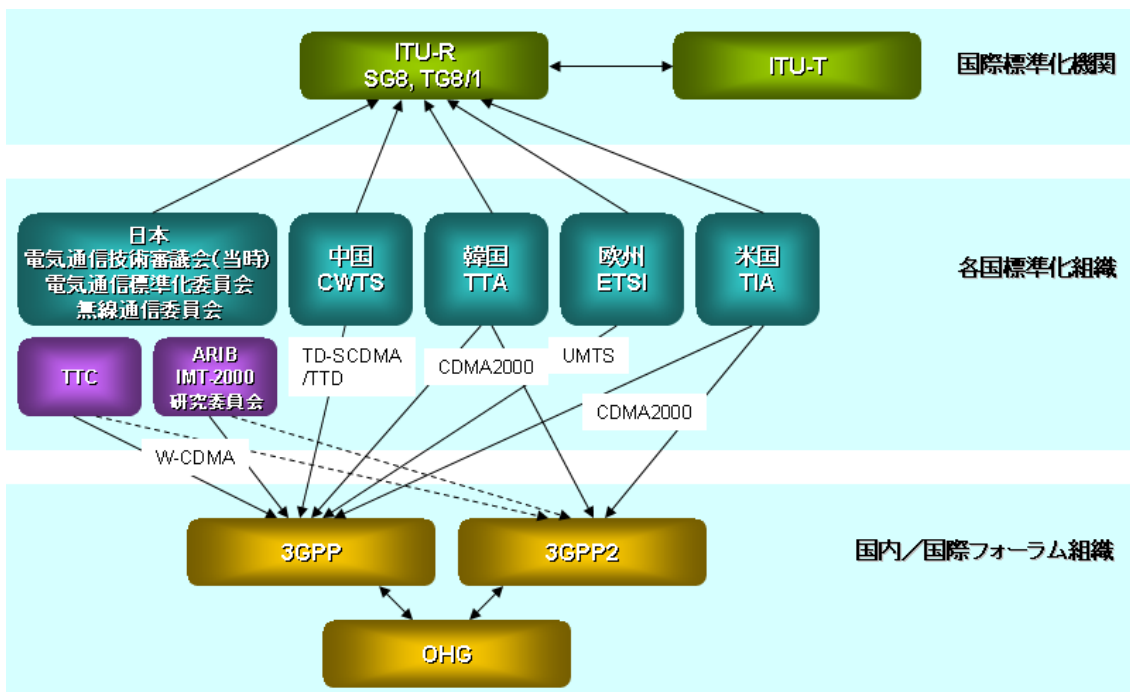 ITU-R
SG8, TG8/1
ITU-T
国際標準化機関
日本
電気通信技術審議会(当時)
電気通信標準化委員会
無線通信委員会
中国
CWTS
韓国
TTA
欧州
ETSI
米国
TIA
各国標準化組織
TTC
ARIB
IMT-2000
研究委員会
TD-SCDMA
/TTD
CDMA2000
UMTS
CDMA2000
W-CDMA
3GPP
3GPP2
国内／国際フォーラム組織
OHG